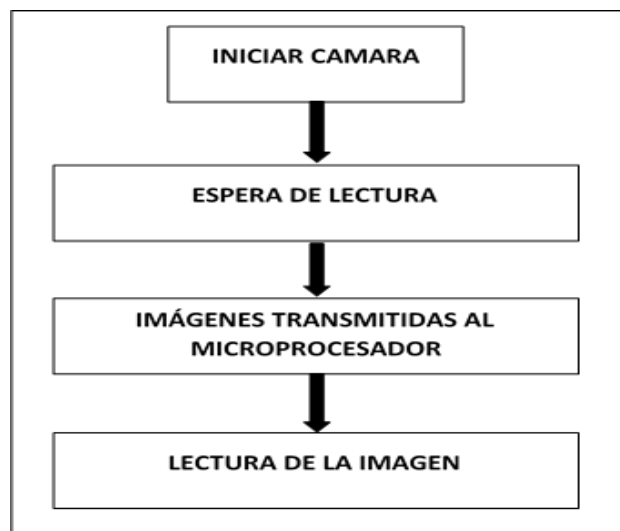 INICIAR CAMARA
ESPERA DE LECTURA
IMÁGENES TRANSMITIDAS AL
MICROPROCESADOR
LECTURA DE LA IMAGEN